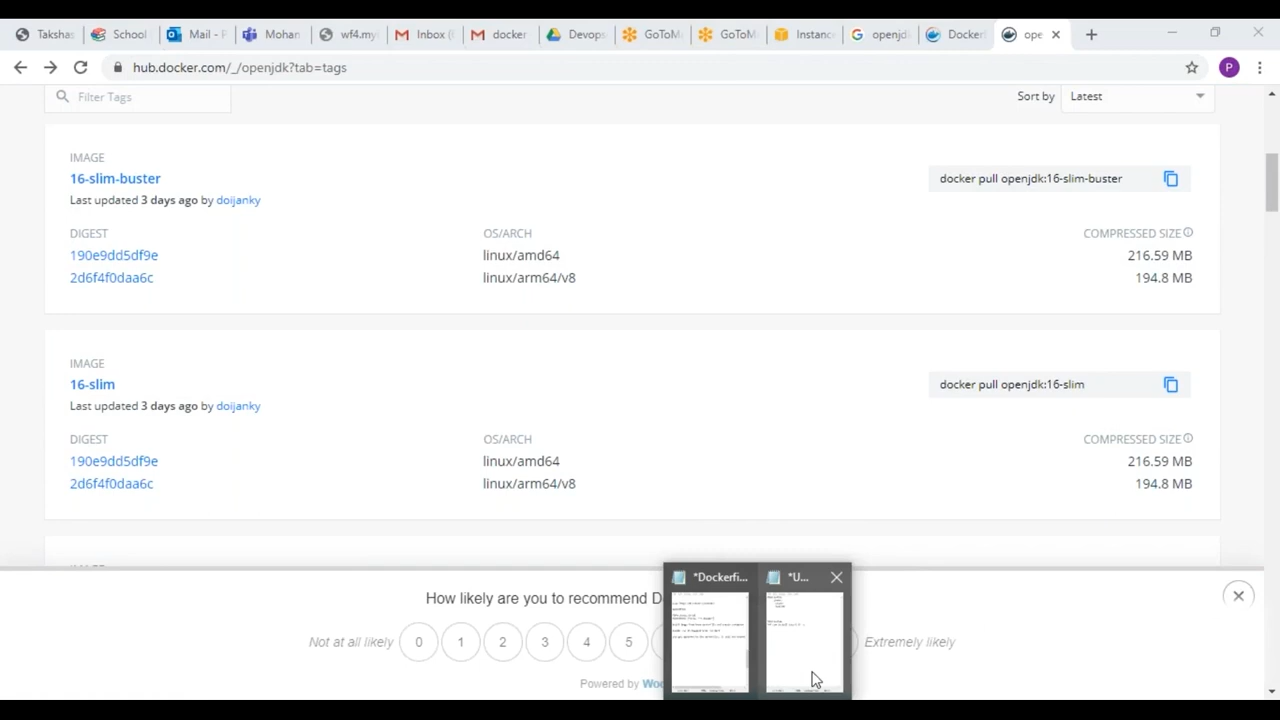 Takshas School Mail - F Mohan wf4.my Inbox ( docker Devops GoToM GoToM Instanc openjd Docker ope
hub.docker.com/_/openjdk?tab=tags P
Filter Tags Sort by Latest
IMAGE
16-slim-buster docker pull openjdk:16-slim-buster
Last updated 3 days ago by doijanky
DIGEST OS/ARCH COMPRESSED SIZE
190e9dd5df9e linux/amd64 216.59 MB
2d6f4f0daa6c linux/arm64/v8 194.8 MB
IMAGE
16-slim docker pull openjdk:16-slim
Last updated 3 days ago by doijanky
DIGEST OS/ARCH COMPRESSED SIZE
190e9dd5df9e linux/amd64 216.59 MB
2d6f4f0daa6c linux/arm64/v8 194.8 MB
*Dockerfi... *U...
How likely are you to recommend D
Not at all likely 0 1 2 3 4 5 Extremely likely
Powered by Wo